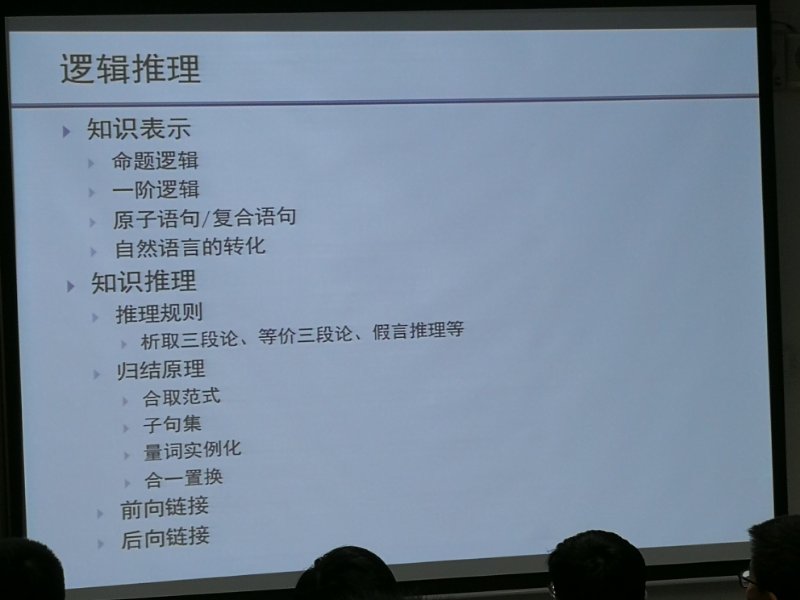 逻辑推理
知识表示
命题逻辑
一阶逻辑
原子语句/复合语句
自然语言的转化
知识推理
推理规则
析取三段论、等价三段论、假言推理等
归结原理
合取范式
子句集
量词实例化
合一置换
前向链接
后向链接